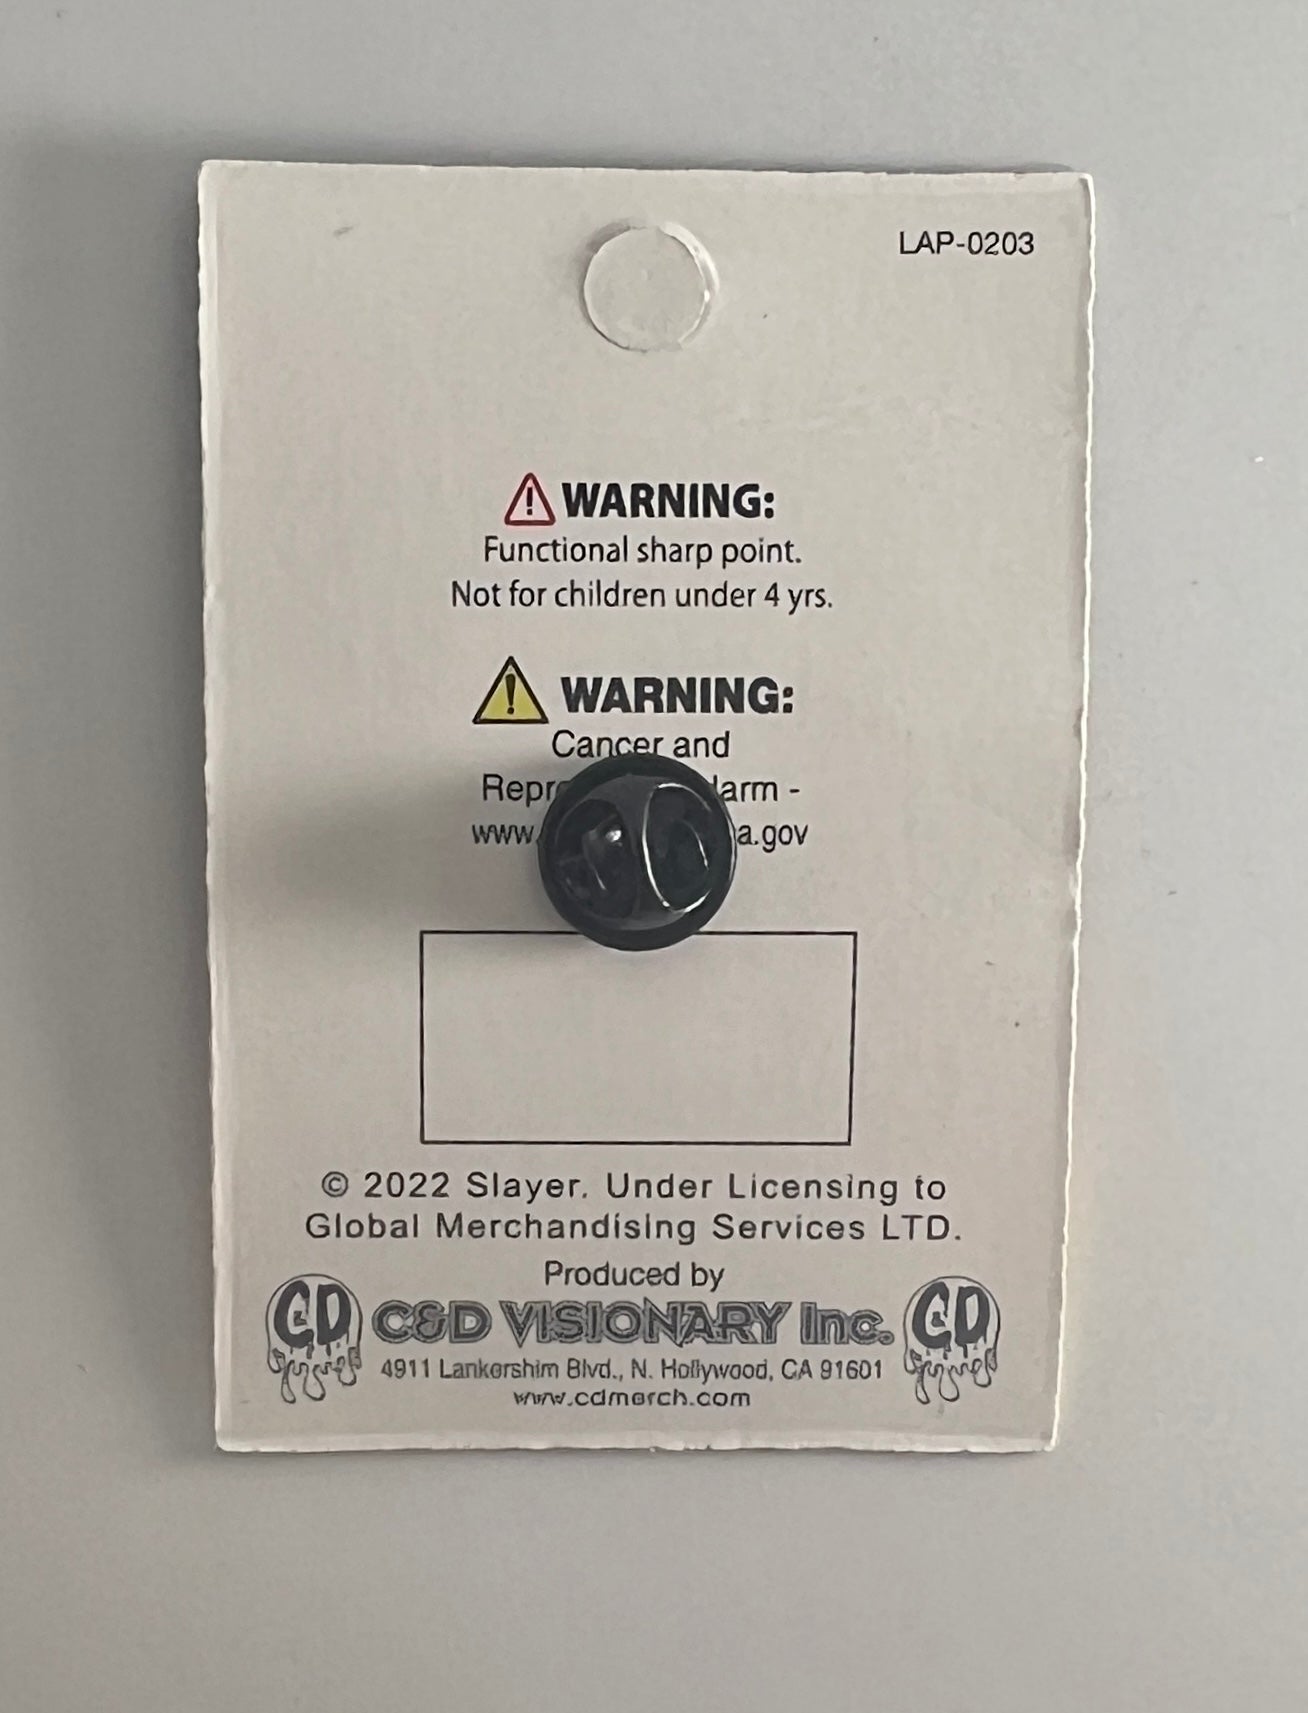 LAP-0203
WARNING:
Functional sharp point.
Not for children under 4 yrs.
WARNING:
Cancer and
Repr arm -
www. a.gov
© 2022 Slayer. Under Licensing to
Global Merchandising Services LTD.
Produced by
CD C&D VISIONARY Inc. CD
4911 Lankershim Blvd., N. Hollywood, CA 91601
www.cdmerch.com